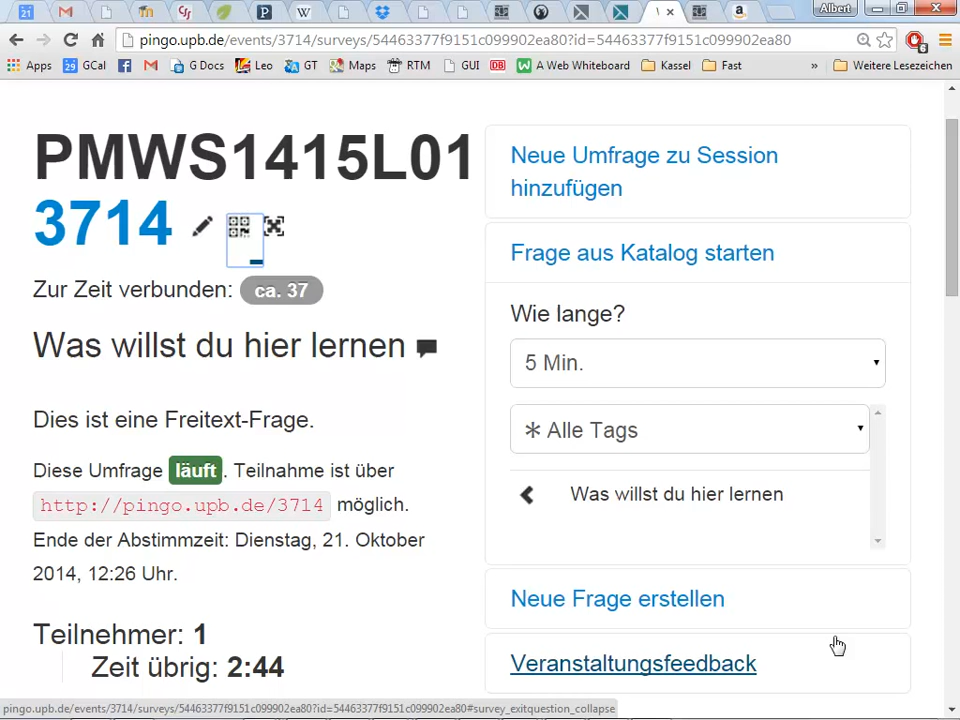 21
m
Cs
P
W
a
x
Albert
pingo.upb.de/events/3714/surveys/54463377f9151c099902ea80?id=54463377f9151c099902ea80
6
Apps
29 GCal
G Docs
Leo
GT
Maps
RTM
GUI
DB
A Web Whiteboard
Kassel
Fast
»
Weitere Lesezeichen
PMWS1415L01
3714
Zur Zeit verbunden: ca. 37
Was willst du hier lernen
Dies ist eine Freitext-Frage.
Diese Umfrage läuft. Teilnahme ist über
http://pingo.upb.de/3714 möglich.
Ende der Abstimmzeit: Dienstag, 21. Oktober
2014, 12:26 Uhr.
Teilnehmer: 1
Zeit übrig: 2:44
Neue Umfrage zu Session
hinzufügen
Frage aus Katalog starten
Wie lange?
5 Min.
Alle Tags
Was willst du hier lernen
Neue Frage erstellen
Veranstaltungsfeedback
pingo.upb.de/events/3714/surveys/54463377f9151c099902ea80?id=54463377f9151c099902ea80#survey_exitquestion_collapse